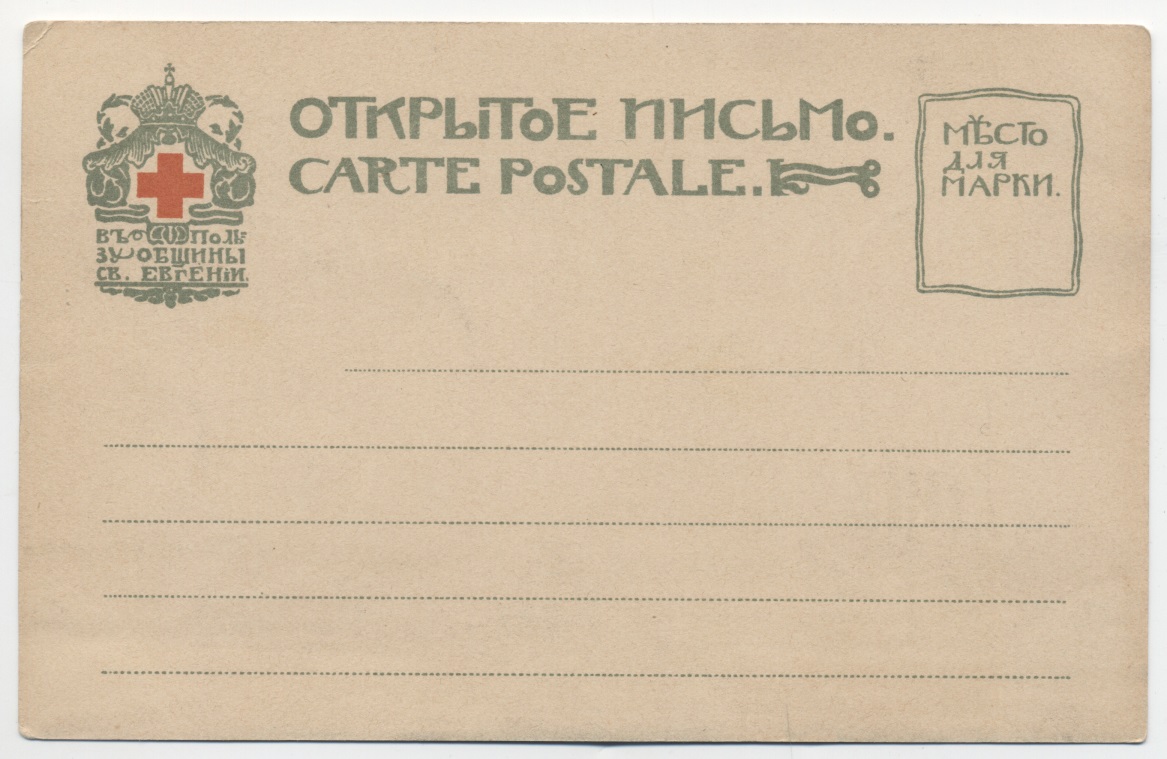 ОТКРЫТОЕ ПИСЬМО.
CARTE POSTALE.
МѢСТО
ДЛЯ
МАРКИ.
ВЪ ПОЛЬ=
ЗУ ОБЩИНЫ
СВ. ЕВГЕНІИ.